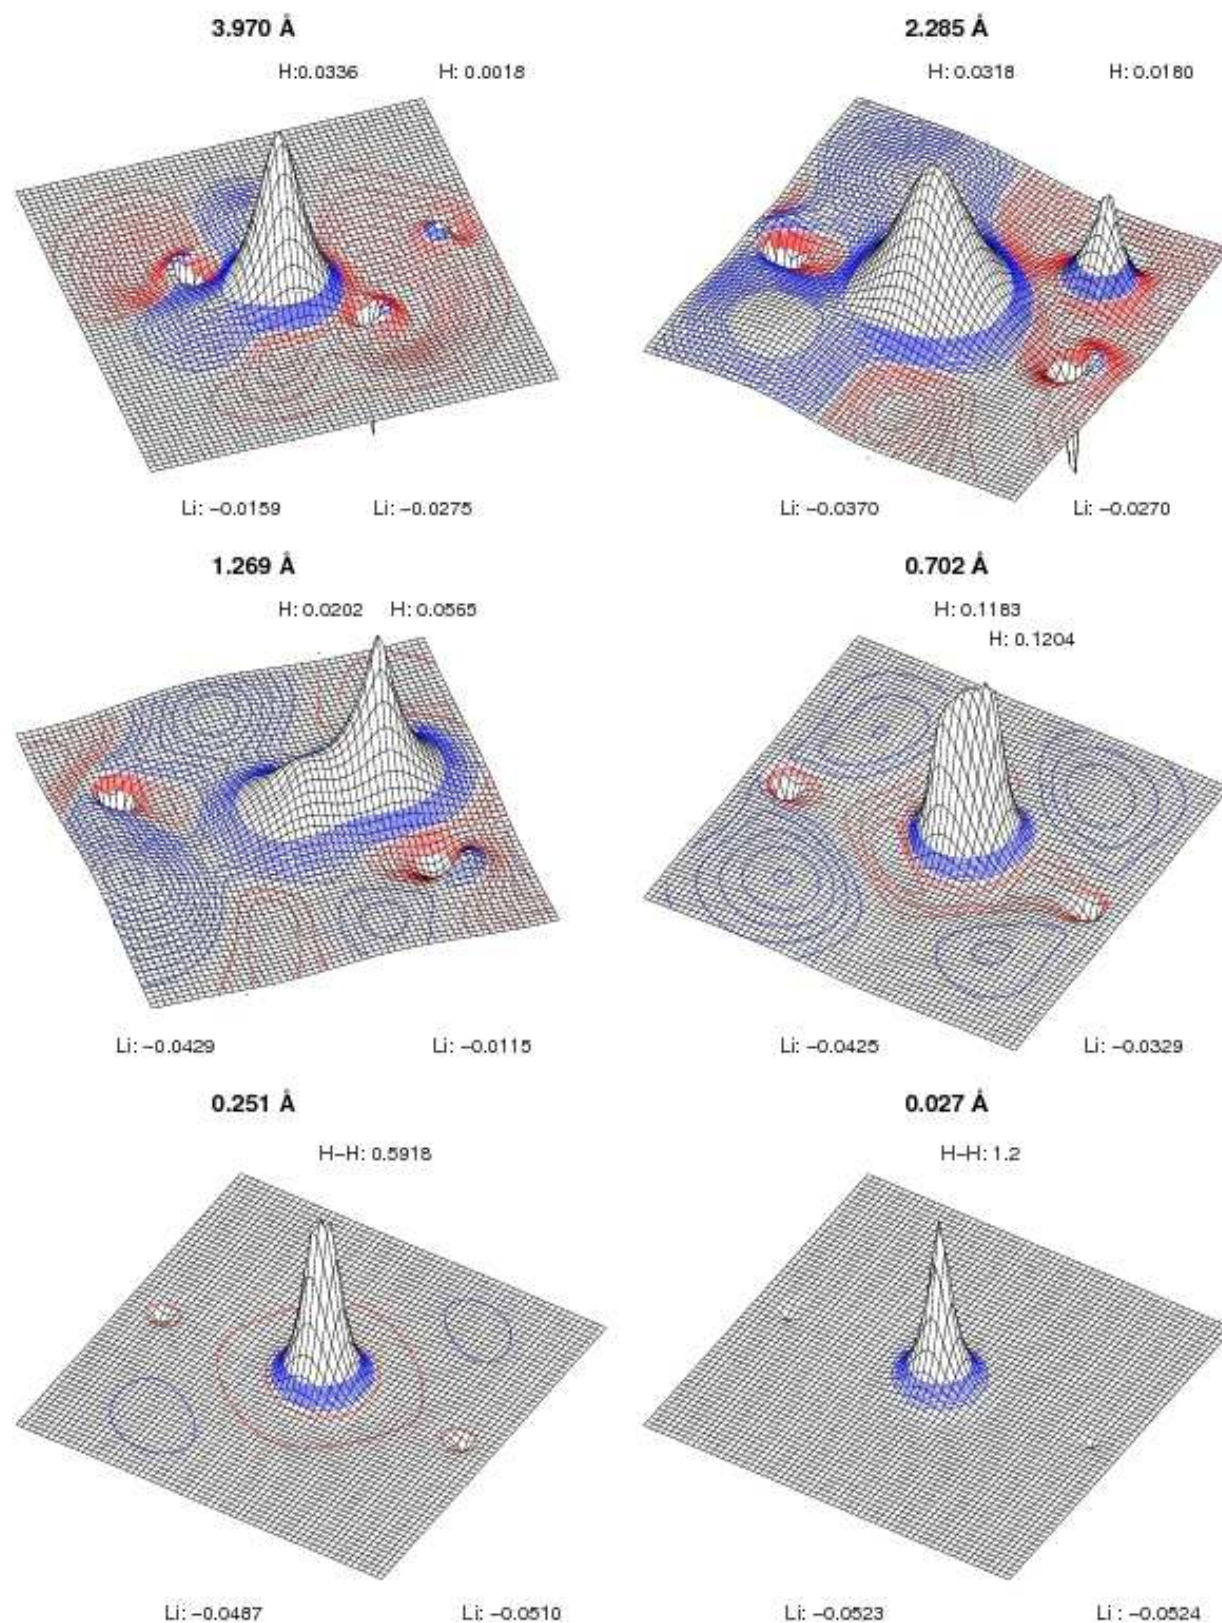 3.970 Å 2.285 Å
H:0.0336 H: 0.0018 H: 0.0318 H: 0.0180
Li: −0.0159 Li: −0.0275 Li: −0.0370 Li: −0.0270
1.269 Å 0.702 Å
H: 0.0202 H: 0.0565 H: 0.1183
H: 0.1204
Li: −0.0429 Li: −0.0115 Li: −0.0425 Li: −0.0329
0.251 Å 0.027 Å
H−H: 0.5918 H−H: 1.2
Li: −0.0487 Li: −0.0510 Li: −0.0523 Li : −0.0524